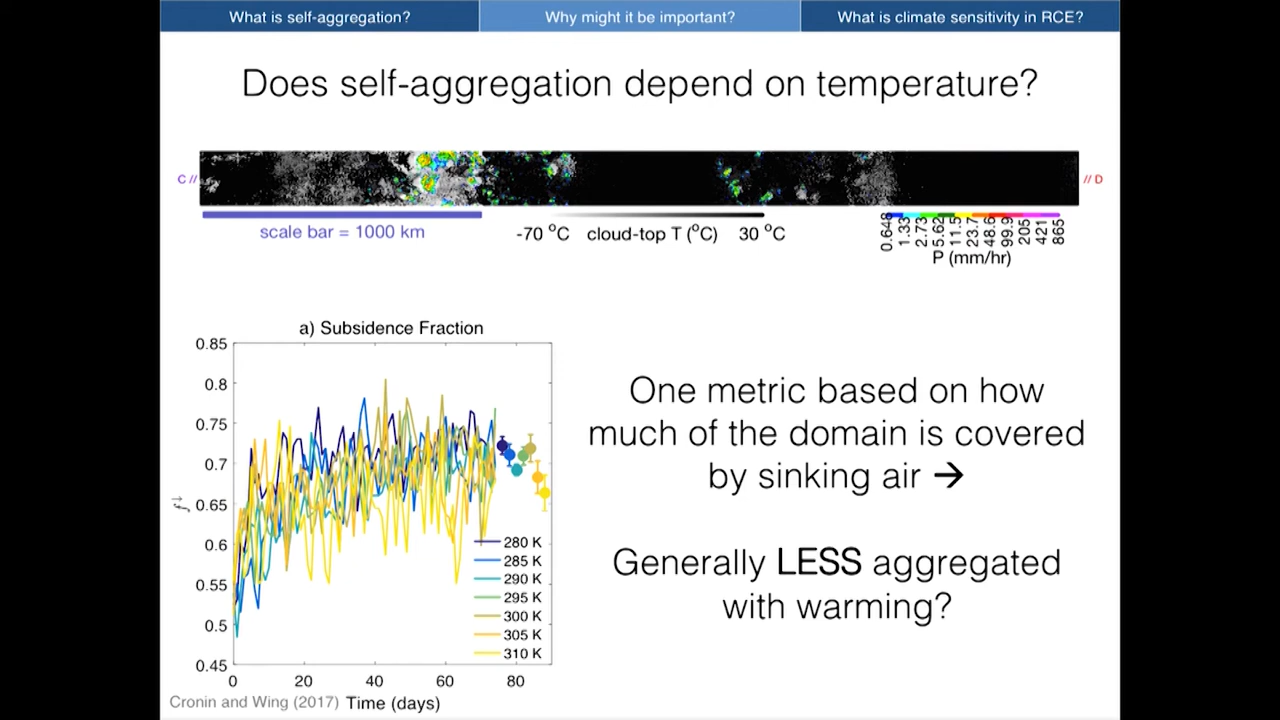 What is self-aggregation?
Why might it be important?
What is climate sensitivity in RCE?
Does self-aggregation depend on temperature?
C //
// D
scale bar = 1000 km
-70 °C
cloud-top T (°C)
30 °C
0.648
1.33
2.73
5.62
11.5
23.7
48.6
99.9
205
421
865
P (mm/hr)
a) Subsidence Fraction
0.85
0.8
0.75
0.7
0.65
0.6
0.55
0.5
0.45
f↓
280 K
285 K
290 K
295 K
300 K
305 K
310 K
0
20
40
60
80
Time (days)
Cronin and Wing (2017)
One metric based on how
much of the domain is covered
by sinking air →
Generally LESS aggregated
with warming?